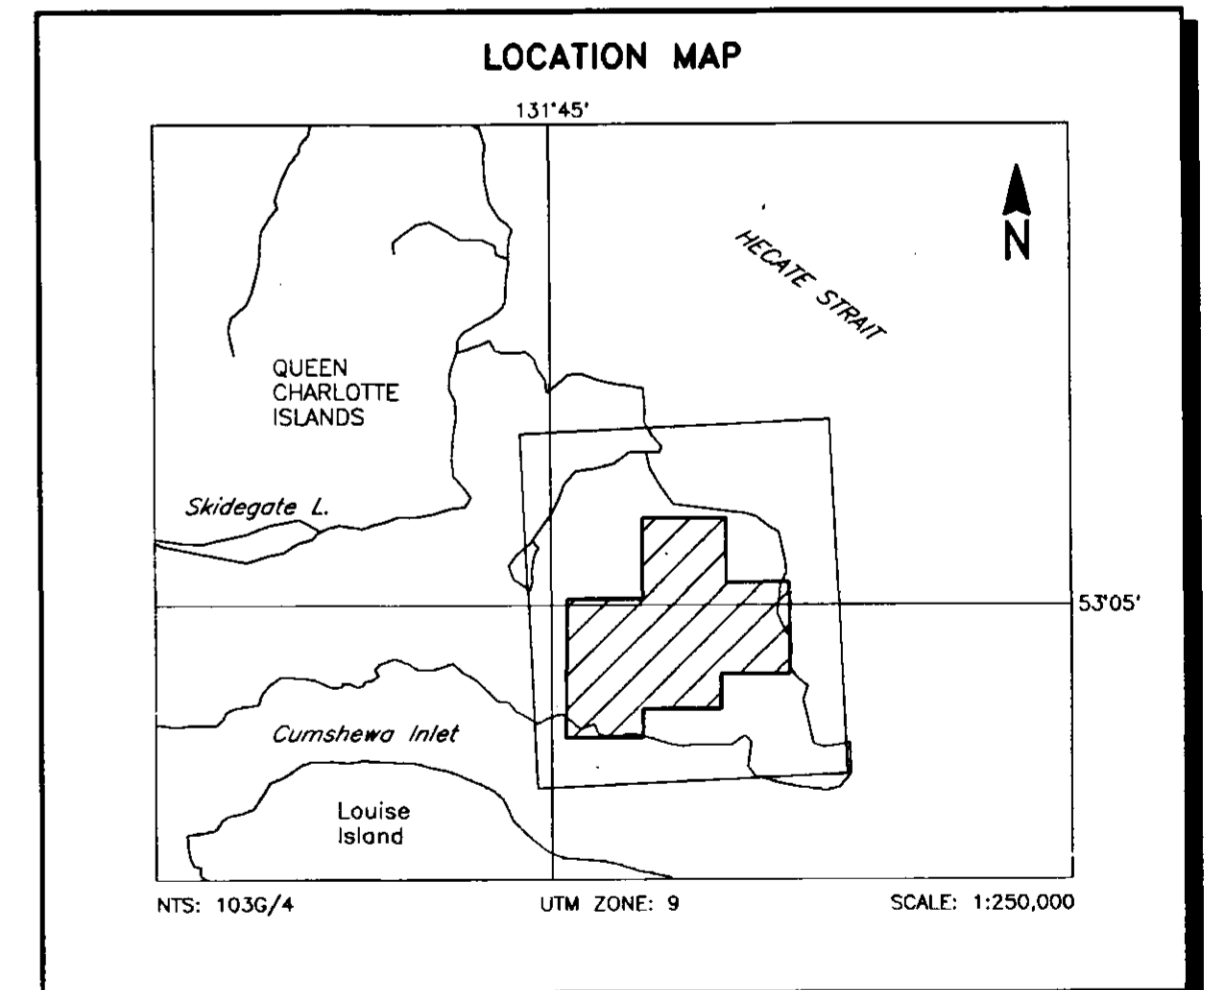 LOCATION MAP
131°45'
N
HECATE STRAIT
QUEEN
CHARLOTTE
ISLANDS
Skidegate L.
53°05'
Cumshewa Inlet
Louise
Island
NTS: 103G/4
UTM ZONE: 9
SCALE: 1:250,000